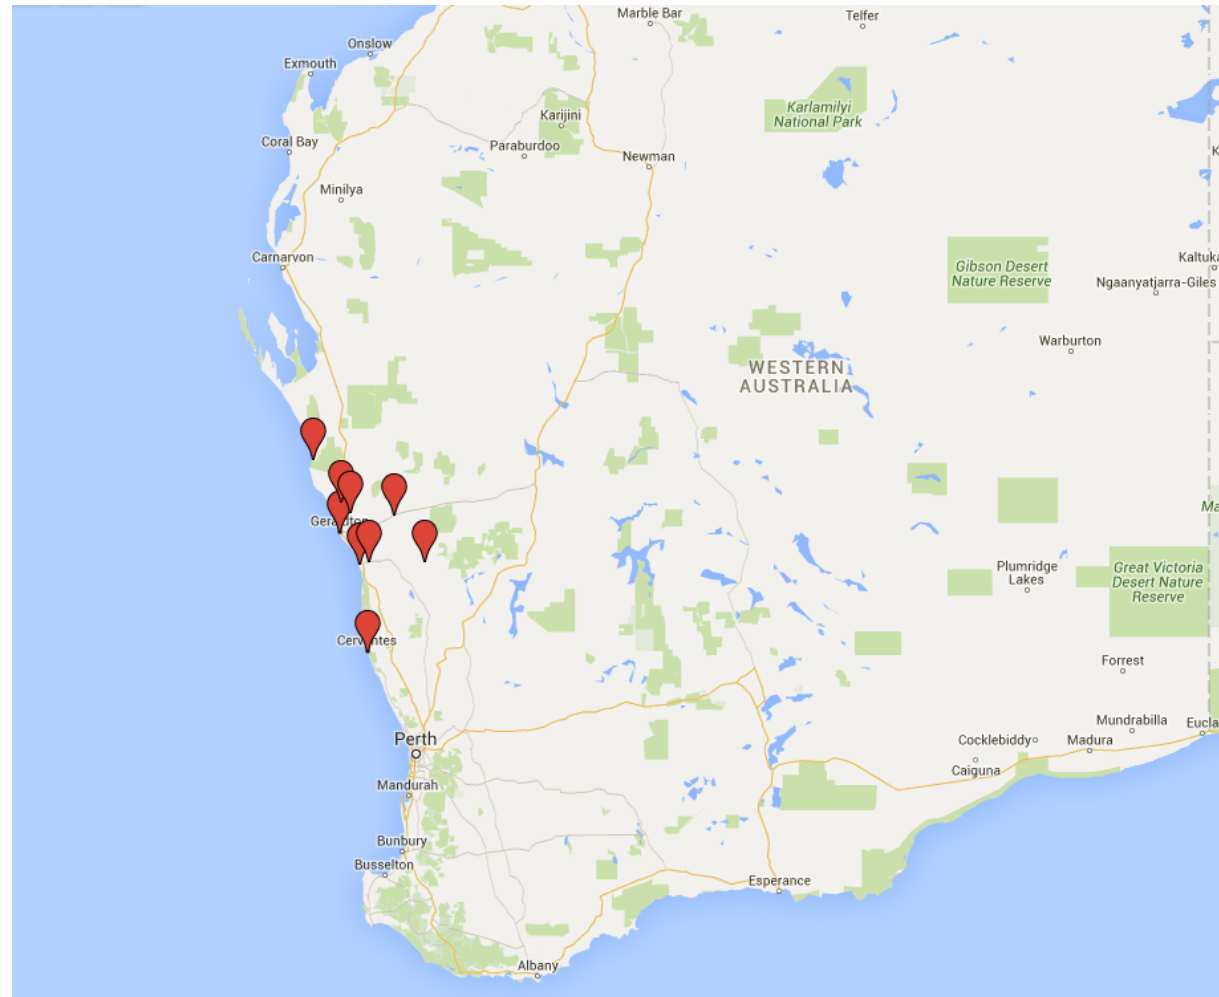 Marble Bar
Telfer
Onslow
Exmouth
Karlamilyi
National Park
Karijini
Coral Bay
Paraburdoo
Newman
Minilya
Carnarvon
Gibson Desert
Nature Reserve
Ngaanyatjarra-Giles
Warburton
WESTERN
AUSTRALIA
Plumridge
Lakes
Great Victoria
Desert Nature
Reserve
Forrest
Mundrabilla
Eucla
Cocklebiddy
Madura
Caiguna
Perth
Mandurah
Bunbury
Busselton
Esperance
Albany